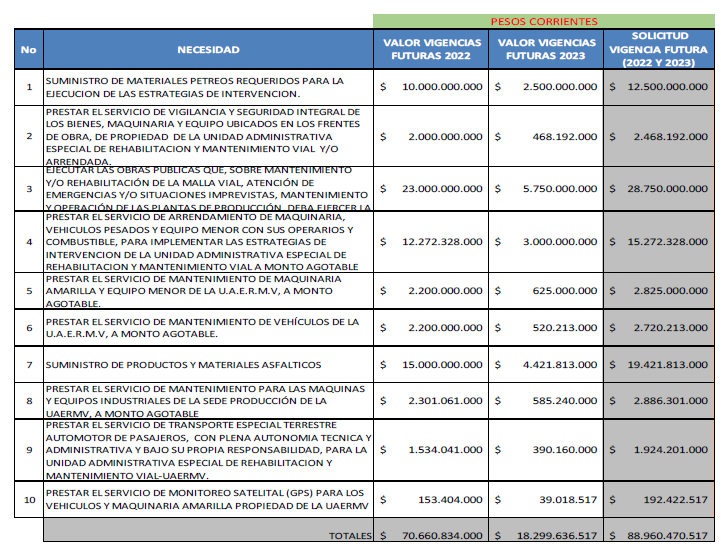 PESOS CORRIENTES
No NECESIDAD VALOR VIGENCIAS FUTURAS 2022 VALOR VIGENCIAS FUTURAS 2023 SOLICITUD VIGENCIA FUTURA (2022 Y 2023)
1 SUMINISTRO DE MATERIALES PETREOS REQUERIDOS PARA LA
EJECUCION DE LAS ESTRATEGIAS DE INTERVENCION.
$ 10.000.000.000 $ 2.500.000.000 $ 12.500.000.000
2 PRESTAR EL SERVICIO DE VIGILANCIA Y SEGURIDAD INTEGRAL DE
LOS BIENES, MAQUINARIA Y EQUIPO UBICADOS EN LOS FRENTES
DE OBRA, DE PROPIEDAD DE LA UNIDAD ADMINISTRATIVA
ESPECIAL DE REHABILITACION Y MANTENIMIENTO VIAL Y/O
ARRENDADA.
$ 2.000.000.000 $ 468.192.000 $ 2.468.192.000
3 EJECUTAR LAS OBRAS PUBLICAS QUE, SOBRE MANTENIMIENTO
Y/O REHABILITACIÓN DE LA MALLA VIAL, ATENCIÓN DE
EMERGENCIAS Y/O SITUACIONES IMPREVISTAS, MANTENIMIENTO
Y OPERACIÓN DE LAS PLANTAS DE PRODUCCIÓN, DEBA EJERCER LA
$ 23.000.000.000 $ 5.750.000.000 $ 28.750.000.000
4 PRESTAR EL SERVICIO DE ARRENDAMIENTO DE MAQUINARIA,
VEHICULOS PESADOS Y EQUIPO MENOR CON SUS OPERARIOS Y
COMBUSTIBLE, PARA IMPLEMENTAR LAS ESTRATEGIAS DE
INTERVENCION DE LA UNIDAD ADMINISTRATIVA ESPECIAL DE
REHABILITACION Y MANTENIMIENTO VIAL A MONTO AGOTABLE
$ 12.272.328.000 $ 3.000.000.000 $ 15.272.328.000
5 PRESTAR EL SERVICIO DE MANTENIMIENTO DE MAQUINARIA
AMARILLA Y EQUIPO MENOR DE LA U.A.E.R.M.V, A MONTO
AGOTABLE.
$ 2.200.000.000 $ 625.000.000 $ 2.825.000.000
6 PRESTAR EL SERVICIO DE MANTENIMIENTO DE VEHÍCULOS DE LA
U.A.E.R.M.V, A MONTO AGOTABLE.
$ 2.200.000.000 $ 520.213.000 $ 2.720.213.000
7 SUMINISTRO DE PRODUCTOS Y MATERIALES ASFALTICOS $ 15.000.000.000 $ 4.421.813.000 $ 19.421.813.000
8 PRESTAR EL SERVICIO DE MANTENIMIENTO PARA LAS MAQUINAS
Y EQUIPOS INDUSTRIALES DE LA SEDE PRODUCCIÓN DE LA
UAERMV, A MONTO AGOTABLE
$ 2.301.061.000 $ 585.240.000 $ 2.886.301.000
9 PRESTAR EL SERVICIO DE TRANSPORTE ESPECIAL TERRESTRE
AUTOMOTOR DE PASAJEROS, CON PLENA AUTONOMIA TECNICA Y
ADMINISTRATIVA Y BAJO SU PROPIA RESPONSABILIDAD, PARA LA
UNIDAD ADMINISTRATIVA ESPECIAL DE REHABILITACION Y
MANTENIMIENTO VIAL-UAERMV.
$ 1.534.041.000 $ 390.160.000 $ 1.924.201.000
10 PRESTAR EL SERVICIO DE MONITOREO SATELITAL (GPS) PARA LOS
VEHICULOS Y MAQUINARIA AMARILLA PROPIEDAD DE LA UAERMV
$ 153.404.000 $ 39.018.517 $ 192.422.517
TOTALES $ 70.660.834.000 $ 18.299.636.517 $ 88.960.470.517